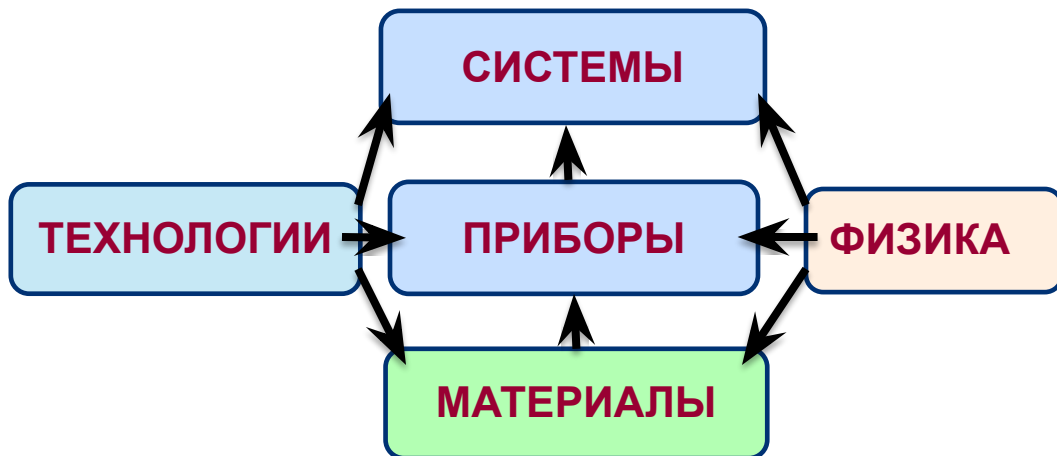 СИСТЕМЫ
ТЕХНОЛОГИИ
ПРИБОРЫ
ФИЗИКА
МАТЕРИАЛЫ